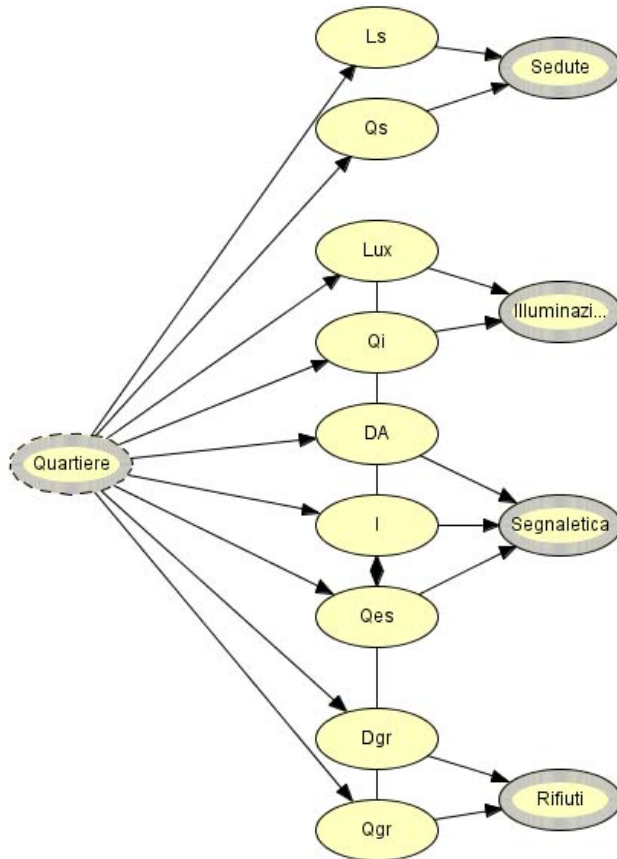 Ls
Sedute
Qs
Lux
Illuminazi...
Qi
DA
Quartiere
I
Segnaletica
Qes
Dgr
Rifiuti
Qgr